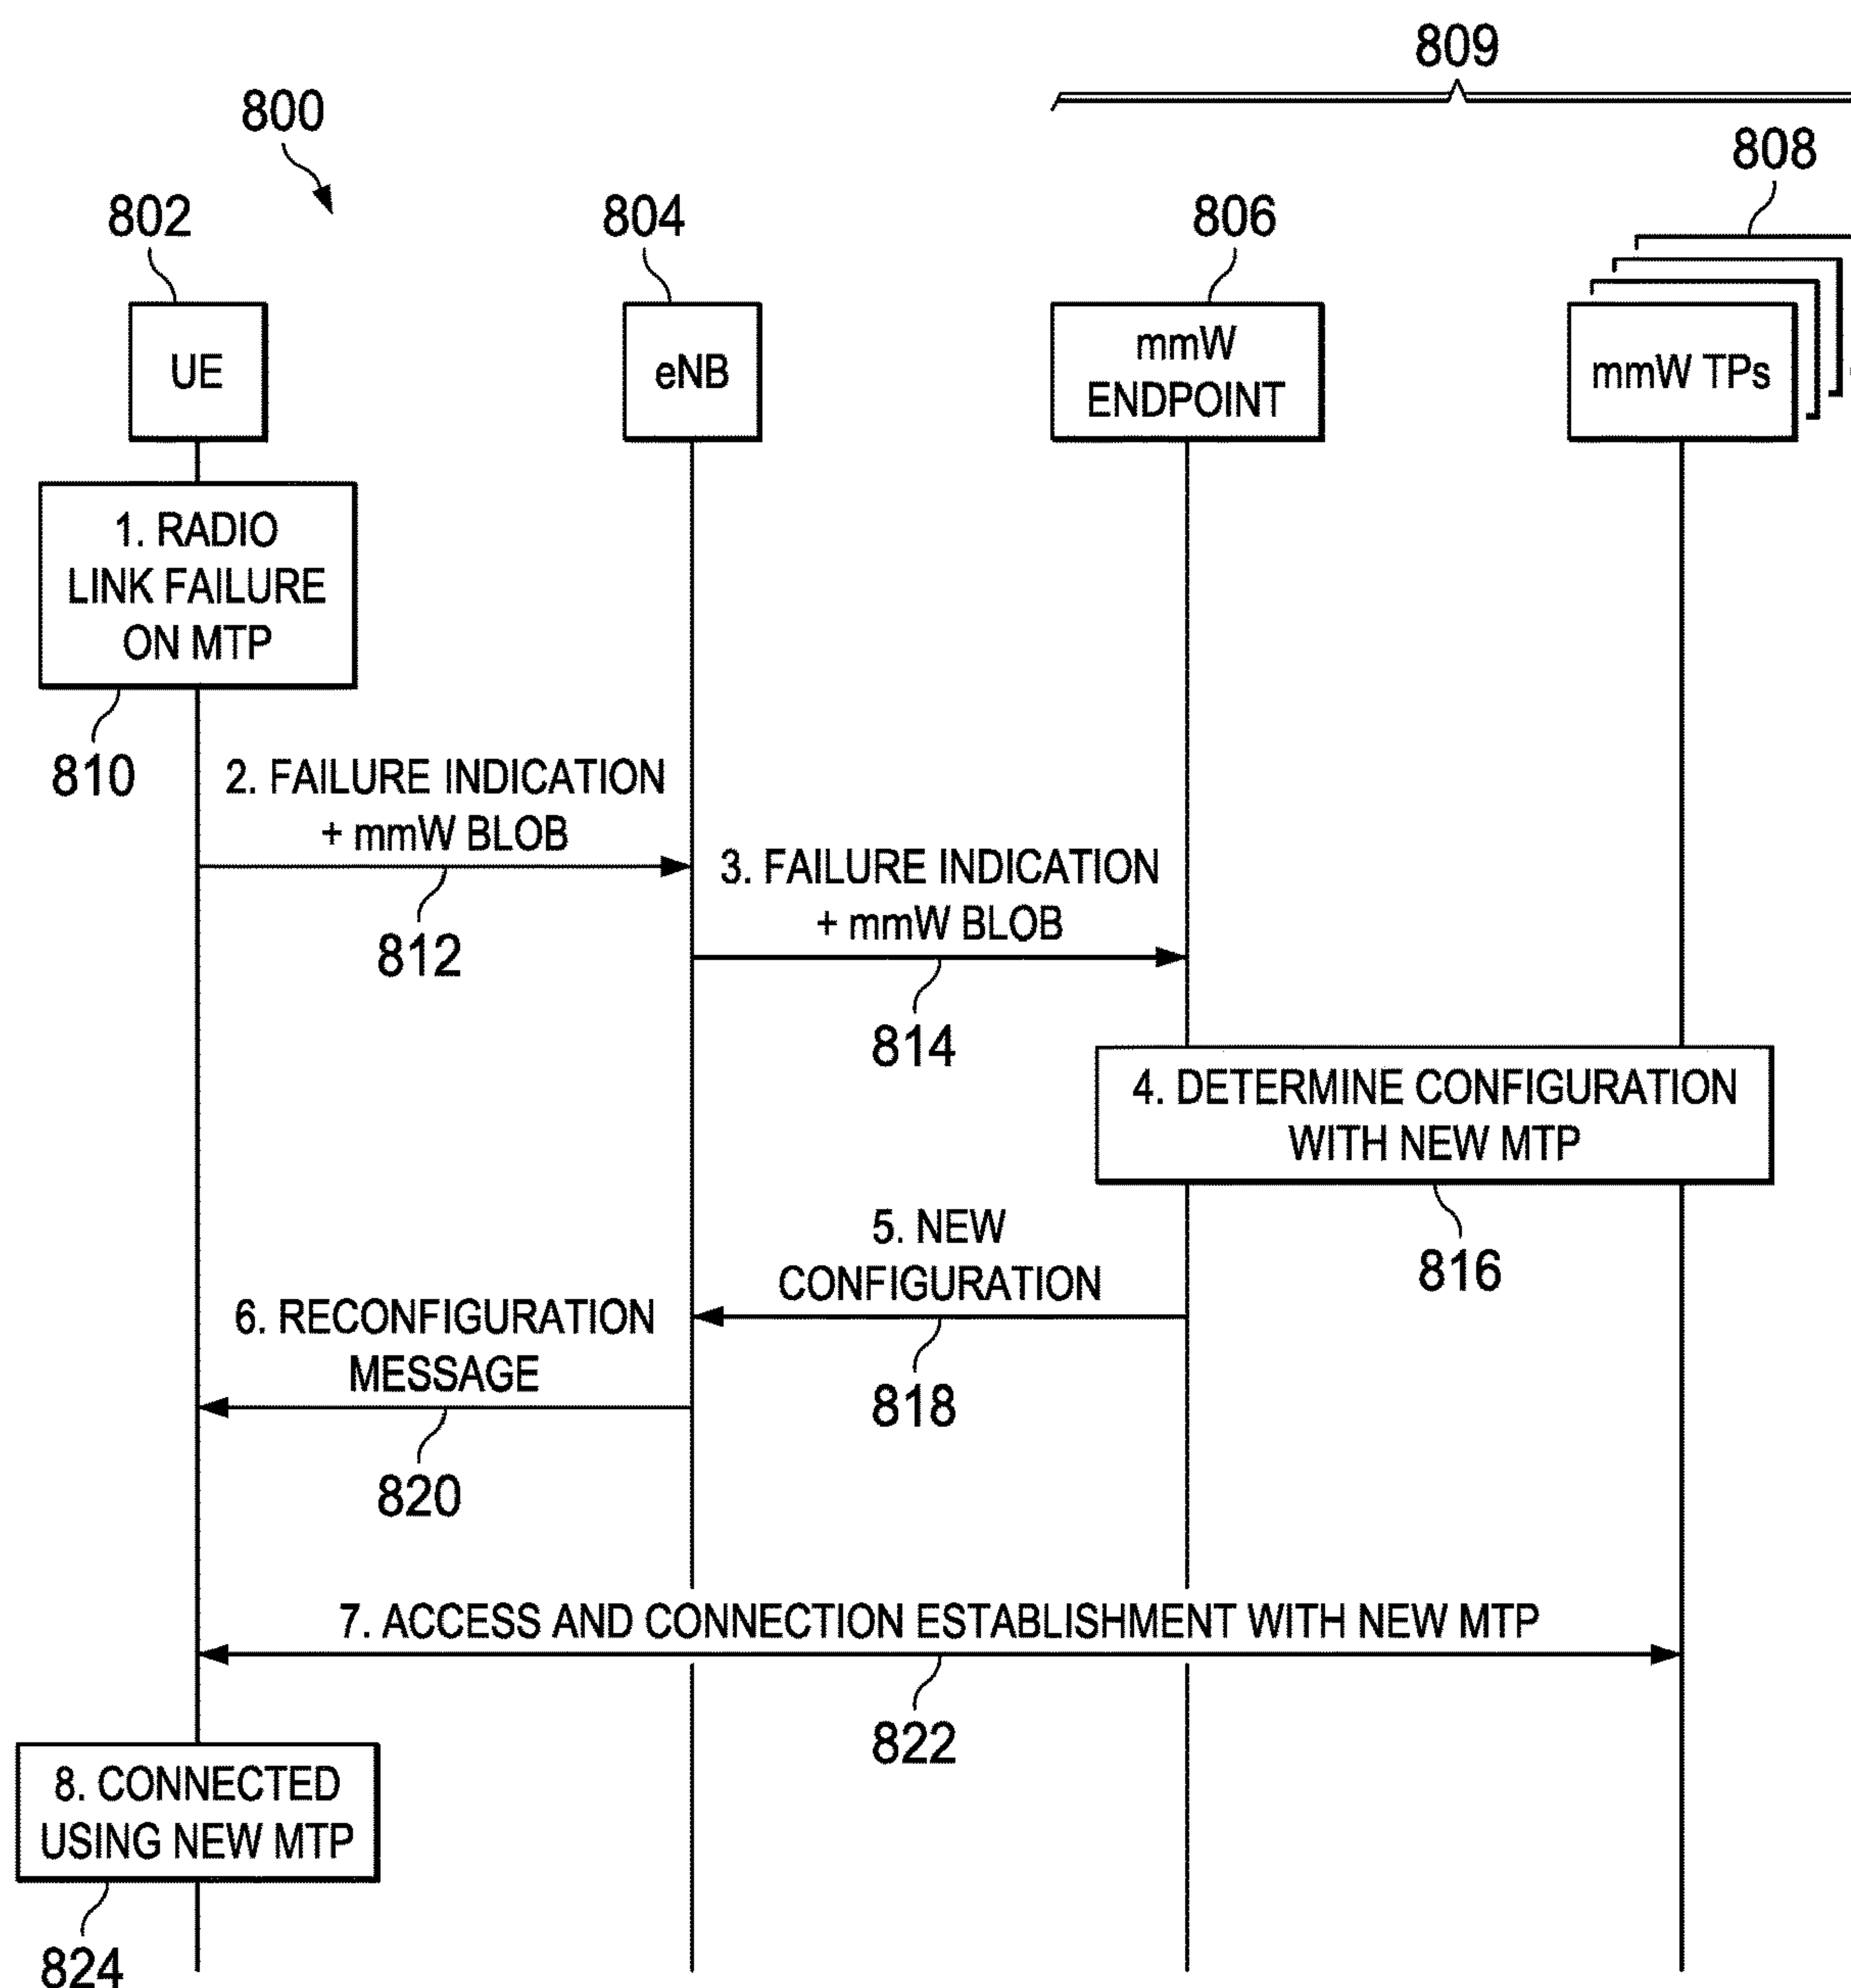 809
800
808
802
804
806
UE
eNB
mmW
ENDPOINT
mmW TPs
1. RADIO
LINK FAILURE
ON MTP
810
2. FAILURE INDICATION
+ mmW BLOB
812
3. FAILURE INDICATION
+ mmW BLOB
814
4. DETERMINE CONFIGURATION
WITH NEW MTP
816
5. NEW
CONFIGURATION
818
6. RECONFIGURATION
MESSAGE
820
7. ACCESS AND CONNECTION ESTABLISHMENT WITH NEW MTP
822
8. CONNECTED
USING NEW MTP
824